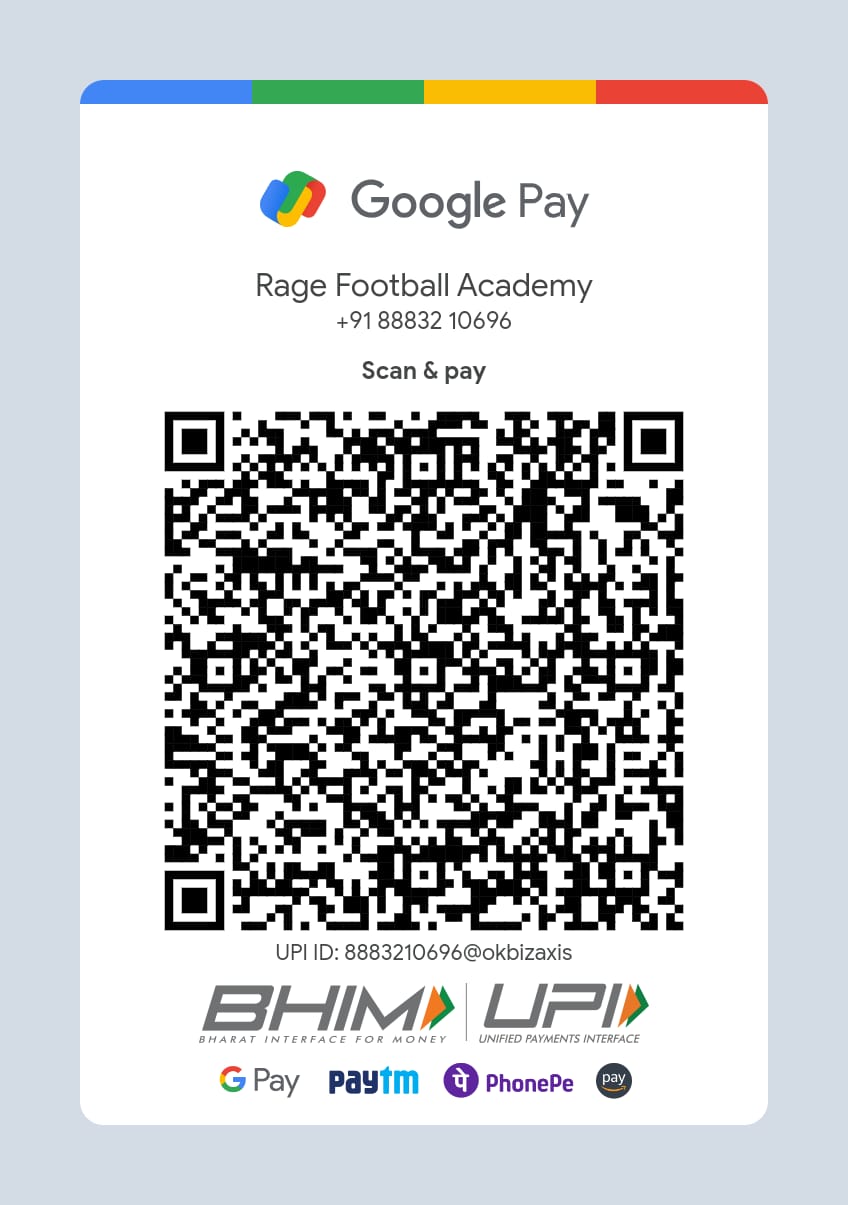 Google Pay
Rage Football Academy
+91 88832 10696
Scan & pay
UPI ID: 8883210696@okbizaxis
BHIM UPI
BHARAT INTERFACE FOR MONEY UNIFIED PAYMENTS INTERFACE
G Pay paytm पे PhonePe pay